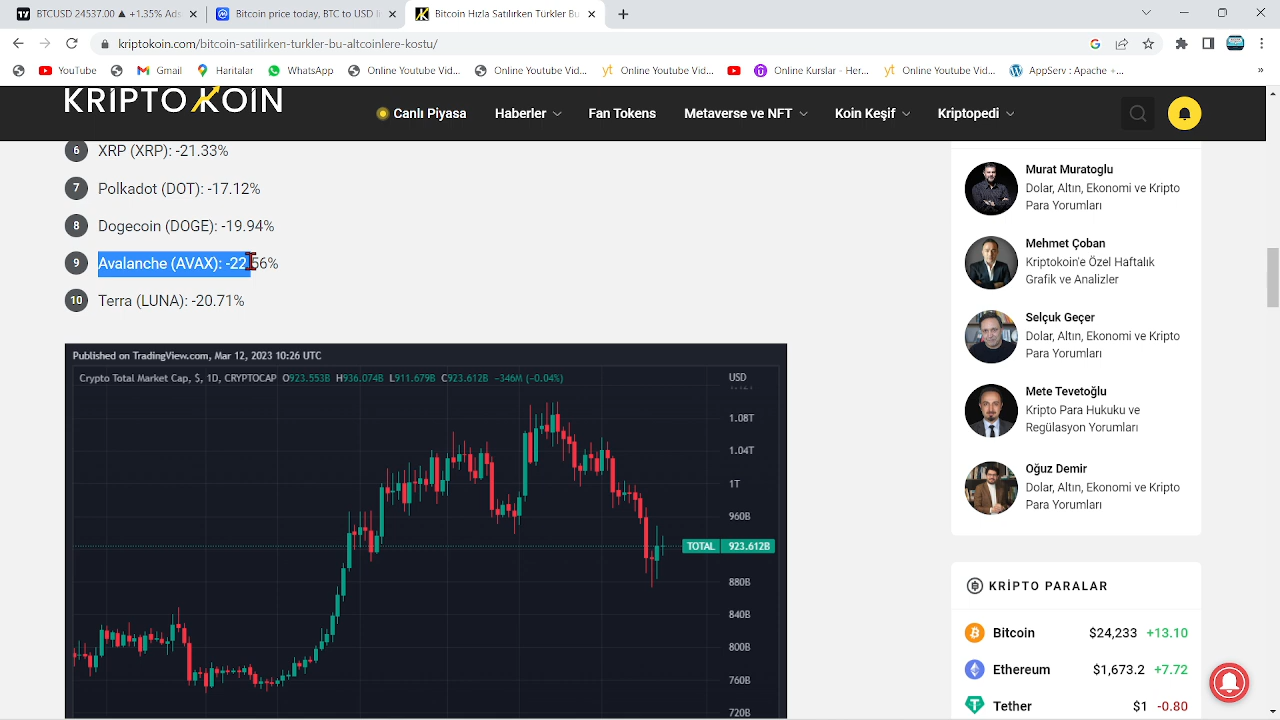 BTCUSD 24537.00 ▲ +1.35% Ads
Bitcoin price today, BTC to USD li
Bitcoin Hızla Satılırken Türkler Bu
kriptokoin.com/bitcoin-satilirken-turkler-bu-altcoinlere-kostu/
YouTube
Gmail
Haritalar
WhatsApp
Online Youtube Vid...
Online Youtube Vid...
Online Youtube Vid...
Online Kurslar - Her...
Online Youtube Vid...
AppServ : Apache +...
KRİPTO KOİN
Canlı Piyasa
Haberler
Fan Tokens
Metaverse ve NFT
Koin Keşif
Kriptopedi
6 XRP (XRP): -21.33%
7 Polkadot (DOT): -17.12%
8 Dogecoin (DOGE): -19.94%
9 Avalanche (AVAX): -22.56%
10 Terra (LUNA): -20.71%
Published on TradingView.com, Mar 12, 2023 10:26 UTC
Crypto Total Market Cap, $, 1D, CRYPTOCAP O923.553B H936.074B L911.679B C923.612B −346M (−0.04%)
USD
1.08T
1.04T
1T
960B
TOTAL 923.612B
880B
840B
800B
760B
720B
Murat Muratoglu
Dolar, Altın, Ekonomi ve Kripto
Para Yorumları
Mehmet Çoban
Kriptokoin'e Özel Haftalık
Grafik ve Analizler
Selçuk Geçer
Dolar, Altın, Ekonomi ve Kripto
Para Yorumları
Mete Tevetoğlu
Kripto Para Hukuku ve
Regülasyon Yorumları
Oğuz Demir
Dolar, Altın, Ekonomi ve Kripto
Para Yorumları
KRİPTO PARALAR
Bitcoin $24,233 +13.10
Ethereum $1,673.2 +7.72
Tether $1 -0.80